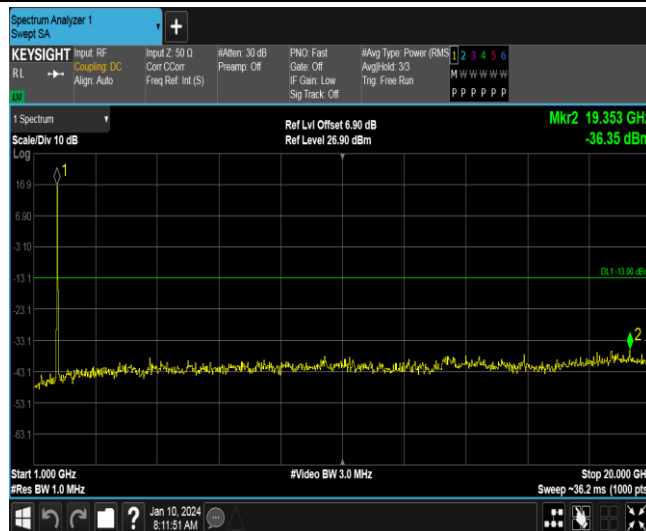 Spectrum Analyzer 1
Swept SA
+
KEYSIGHT
RL
LXI
Input: RF
Coupling: DC
Align: Auto
Input Z: 50 Ω
Corr CCorr
Freq Ref: Int (S)
#Atten: 30 dB
Preamp: Off
PNO: Fast
Gate: Off
IF Gain: Low
Sig Track: Off
#Avg Type: Power (RMS
Avg|Hold: 3/3
Trig: Free Run
1 2 3 4 5 6
M W W W W W
P P P P P P
1 Spectrum
Scale/Div 10 dB
Log
Ref Lvl Offset 6.90 dB
Ref Level 26.90 dBm
Mkr2 19.353 GHz
-36.35 dBm
1
16.9
6.90
-3.10
-13.1
DL1 -13.00 dBm
-23.1
-33.1
2
-43.1
-53.1
-63.1
Start 1.000 GHz
#Res BW 1.0 MHz
#Video BW 3.0 MHz
Stop 20.000 GHz
Sweep ~36.2 ms (1000 pts
?
Jan 10, 2024
8:11:51 AM